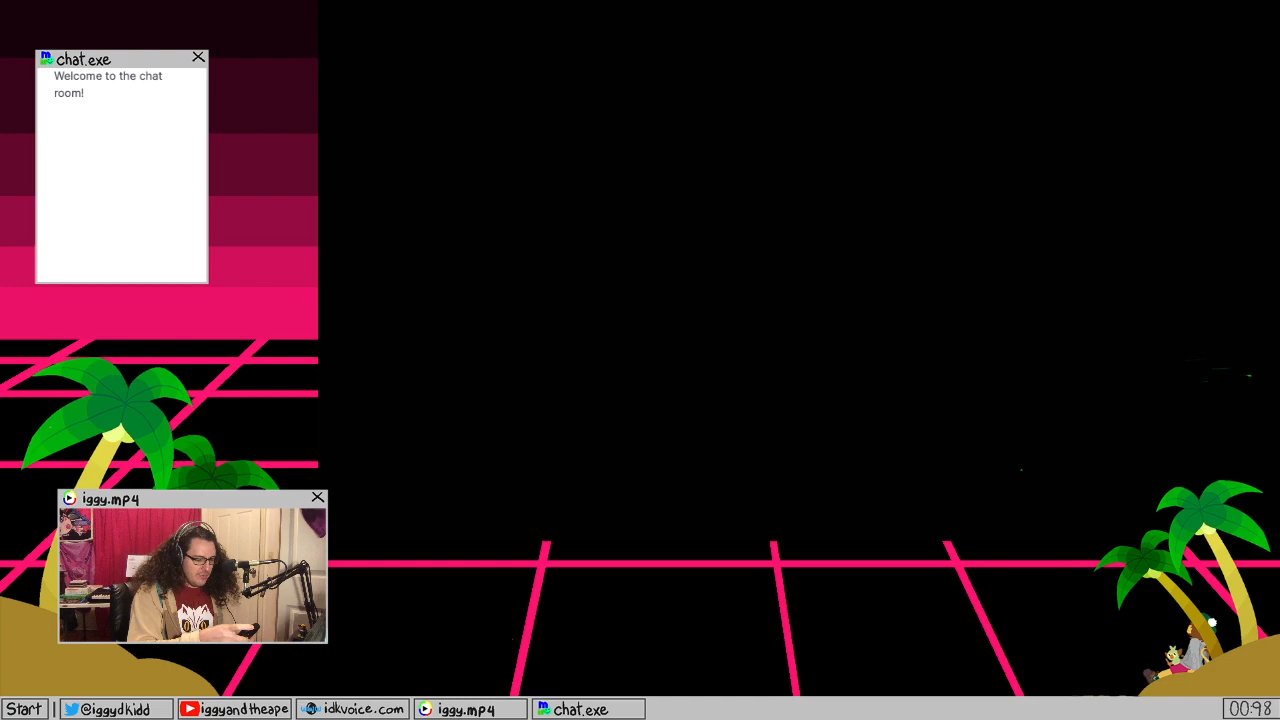 chat.exe
Welcome to the chat
room!
iggy.mp4
Start
@iggydkidd
iggyandtheape
idkvoice.com
iggy.mp4
chat.exe
00:98